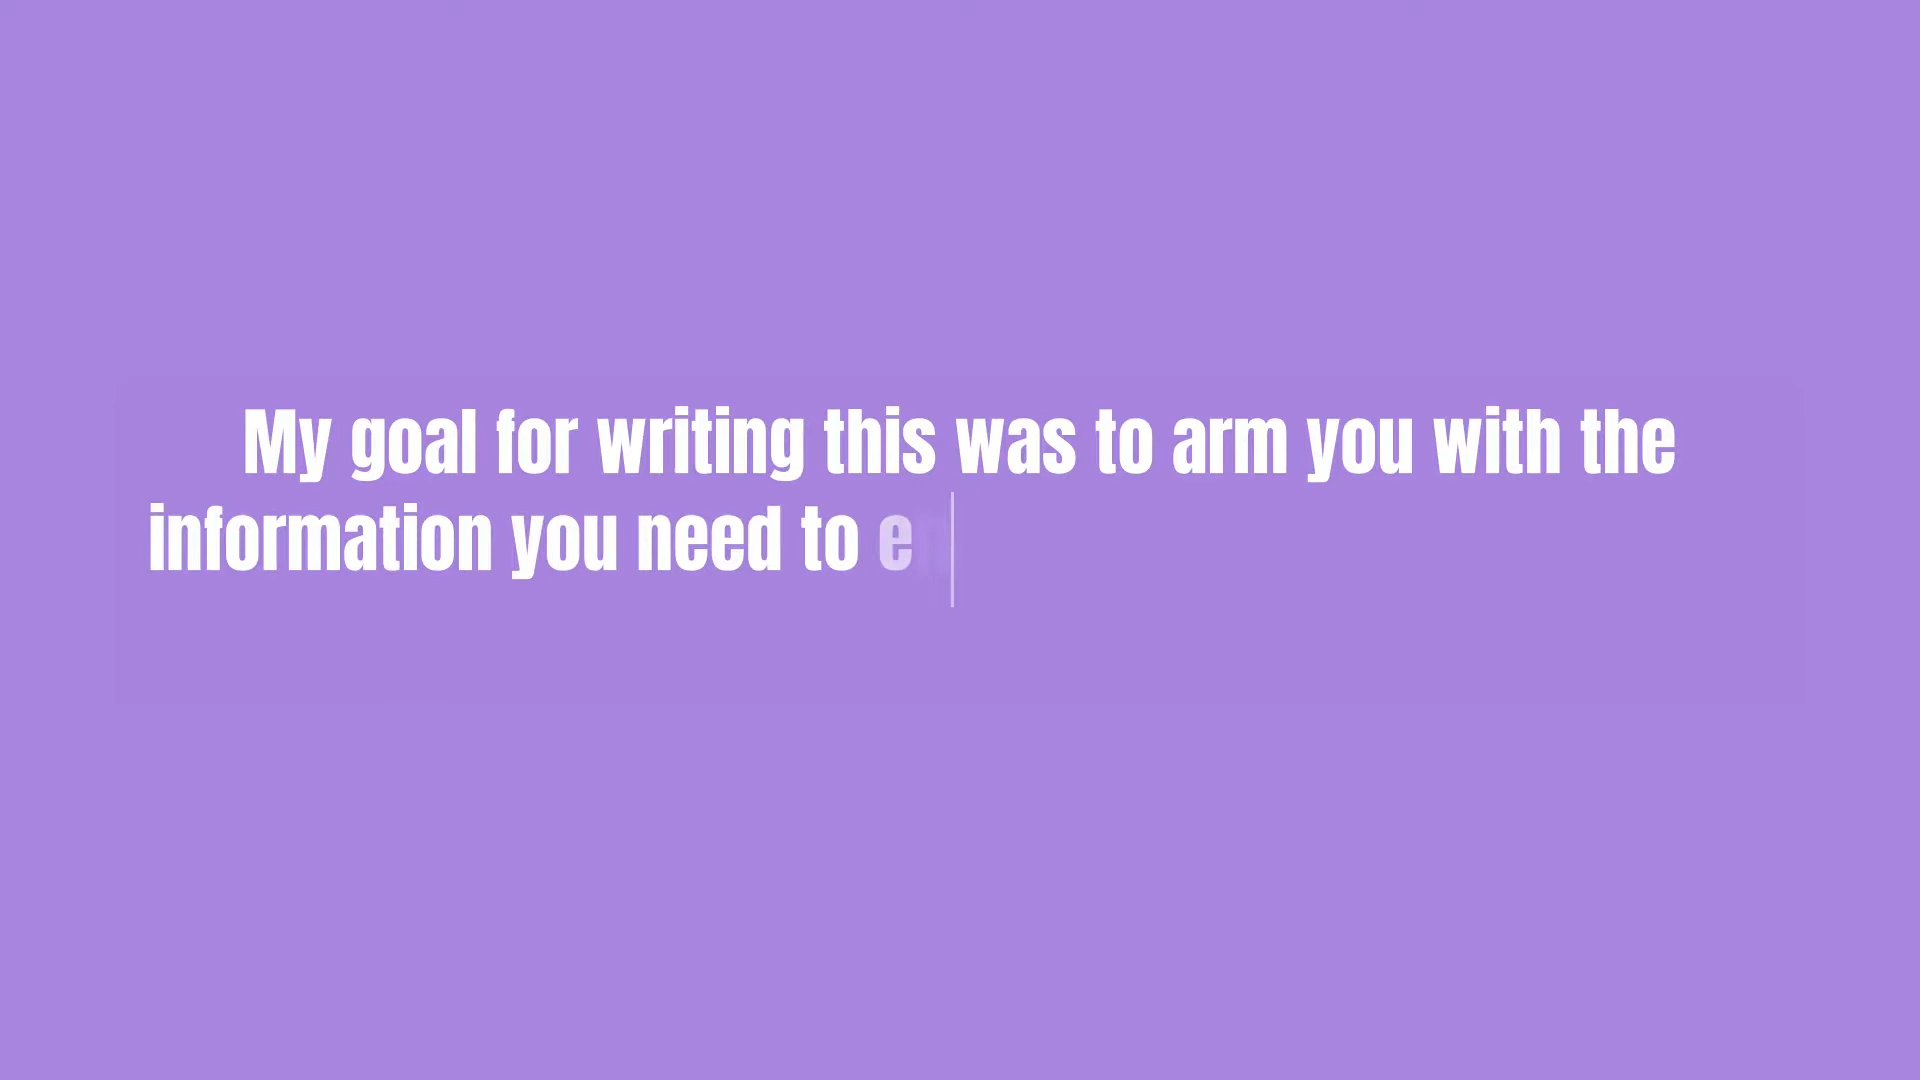 My goal for writing this was to arm you with the
information you need to